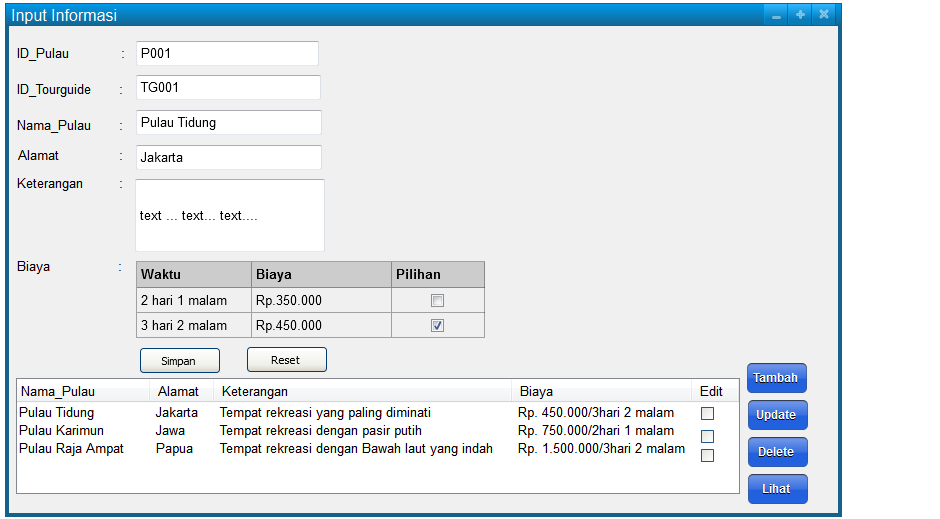 Input Informasi
ID_Pulau : P001
ID_Tourguide : TG001
Nama_Pulau : Pulau Tidung
Alamat : Jakarta
Keterangan :
text ... text... text....
Biaya :
Waktu Biaya Pilihan
2 hari 1 malam Rp.350.000
3 hari 2 malam Rp.450.000
Simpan Reset
Nama_Pulau Alamat Keterangan Biaya Edit
Pulau Tidung Jakarta Tempat rekreasi yang paling diminati Rp. 450.000/3hari 2 malam
Pulau Karimun Jawa Tempat rekreasi dengan pasir putih Rp. 750.000/2hari 1 malam
Pulau Raja Ampat Papua Tempat rekreasi dengan Bawah laut yang indah Rp. 1.500.000/3hari 2 malam
Tambah
Update
Delete
Lihat